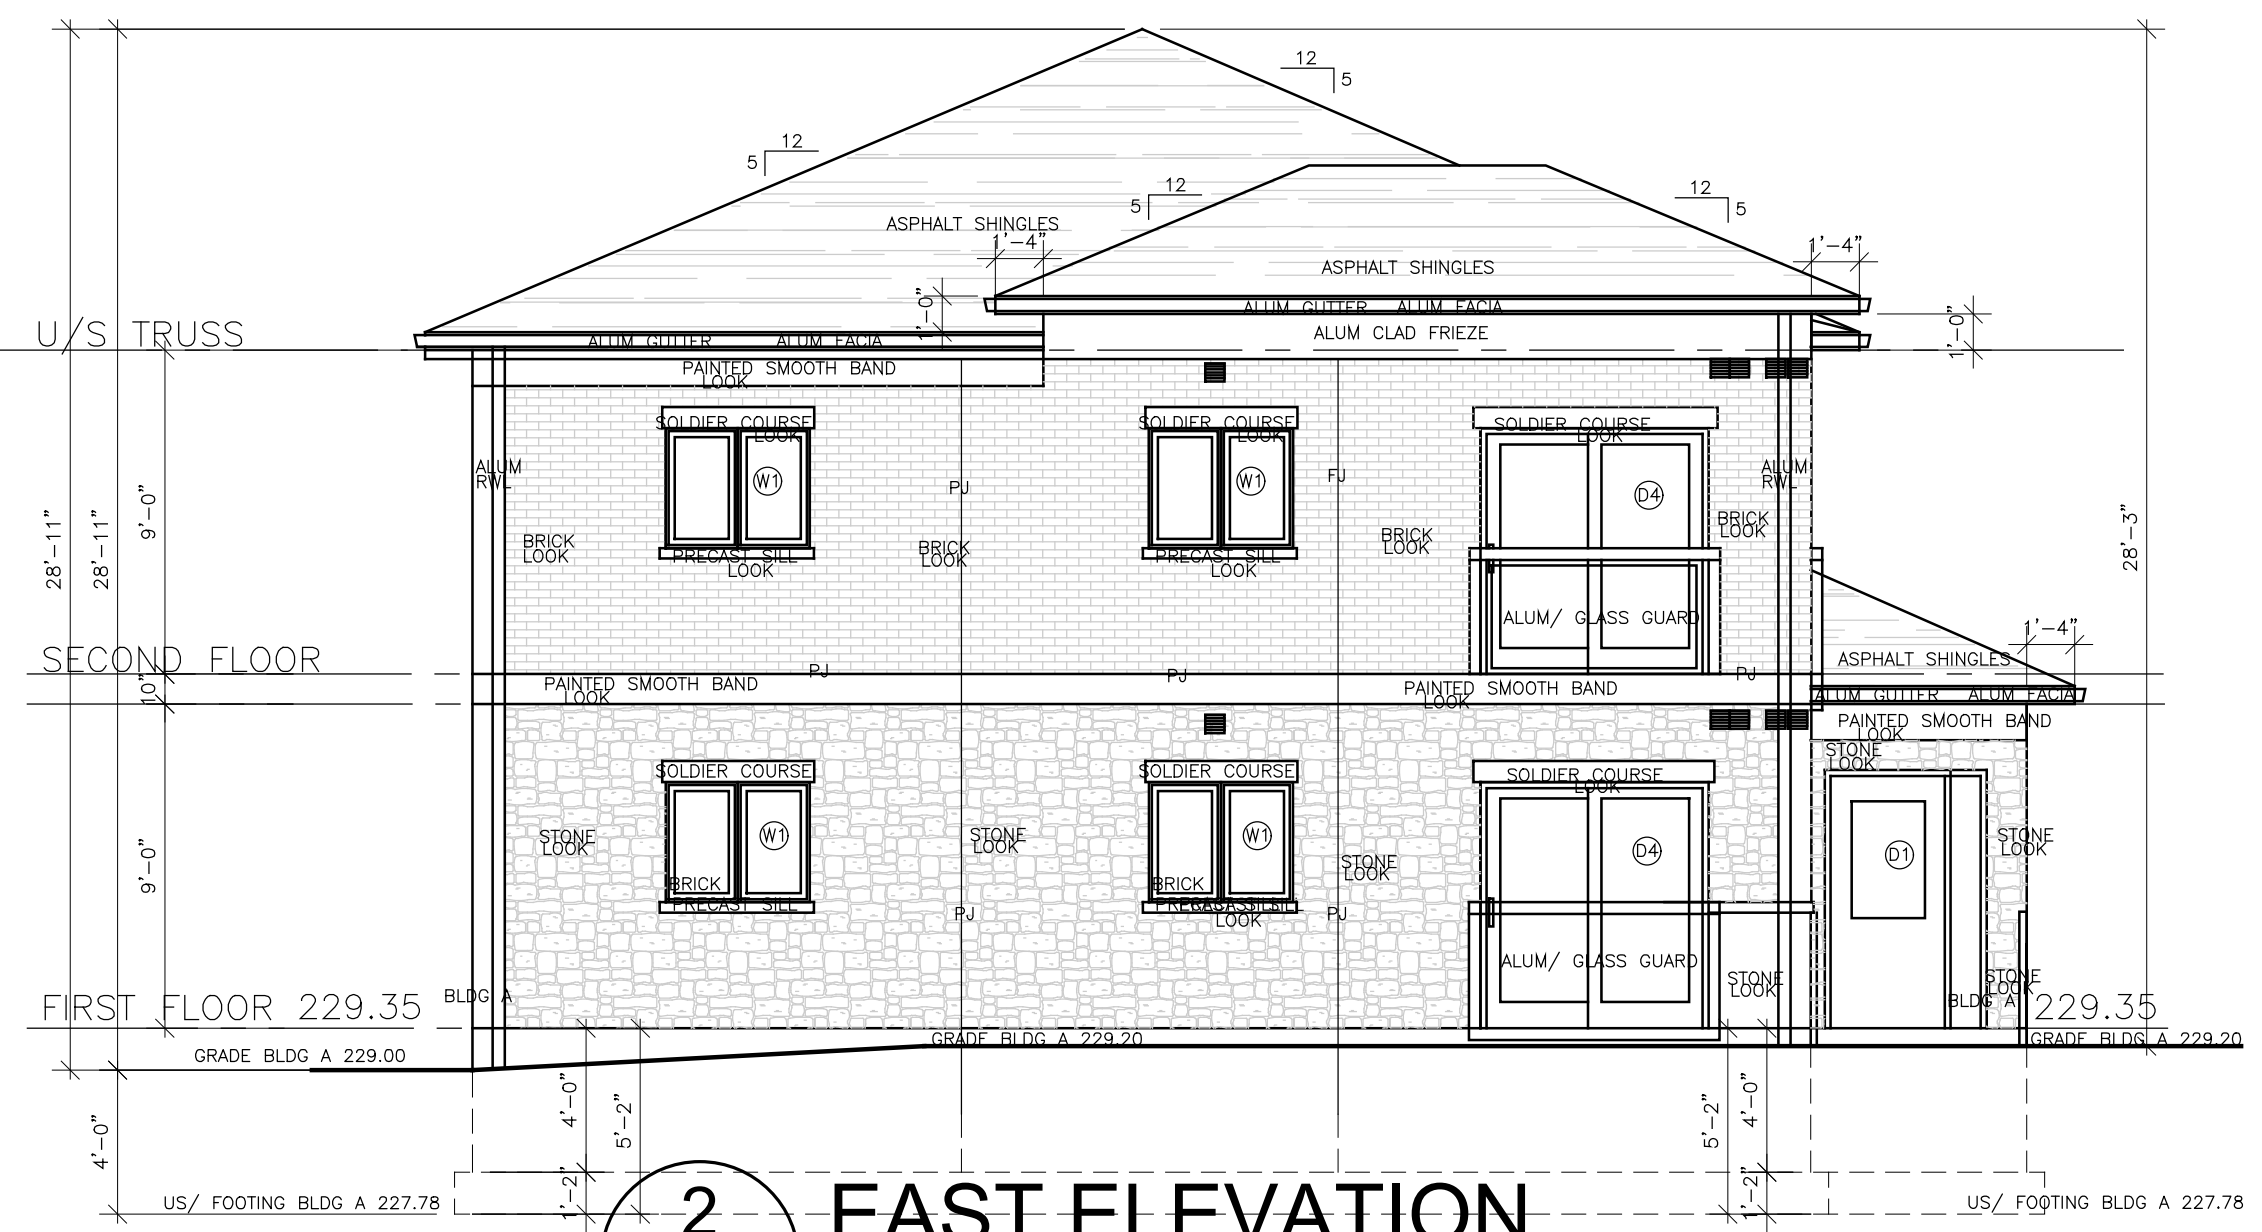 12
5
12
5
12
5
12
5
ASPHALT SHINGLES
1'-4"
1'-4"
ASPHALT SHINGLES
1'-0"
ALUM GUTTER ALUM FACIA
U/S TRUSS
ALUM GUTTER ALUM FACIA
ALUM CLAD FRIEZE
1'-0"
PAINTED SMOOTH BAND
LOOK
SOLDIER COURSE
LOOK
SOLDIER COURSE
LOOK
SOLDIER COURSE
LOOK
ALUM
RWL
W1
PJ
W1
FJ
D4
ALUM
RWL
28'-11"
28'-11"
9'-0"
28'-3"
BRICK
LOOK
BRICK
LOOK
BRICK
LOOK
BRICK
LOOK
PRECAST SILL
LOOK
PRECAST SILL
LOOK
ALUM/ GLASS GUARD
1'-4"
SECOND FLOOR
PJ
PJ
PJ
ASPHALT SHINGLES
10"
PAINTED SMOOTH BAND
LOOK
PAINTED SMOOTH BAND
LOOK
ALUM GUTTER ALUM FACIA
PAINTED SMOOTH BAND
LOOK
STONE
LOOK
SOLDIER COURSE
SOLDIER COURSE
SOLDIER COURSE
LOOK
9'-0"
STONE
LOOK
W1
STONE
LOOK
W1
STONE
LOOK
D4
D1
STONE
LOOK
BRICK
PRECAST SILL
BRICK
PRECAST SILL
LOOK
PJ
PJ
ALUM/ GLASS GUARD
STONE
LOOK
STONE
LOOK
FIRST FLOOR 229.35
BLDG A
BLDG A
229.35
GRADE BLDG A 229.00
GRADE BLDG A 229.20
GRADE BLDG A 229.20
4'-0"
4'-0"
5'-2"
5'-2"
4'-0"
1'-2"
1'-2"
US/ FOOTING BLDG A 227.78
2
EAST ELEVATION
US/ FOOTING BLDG A 227.78